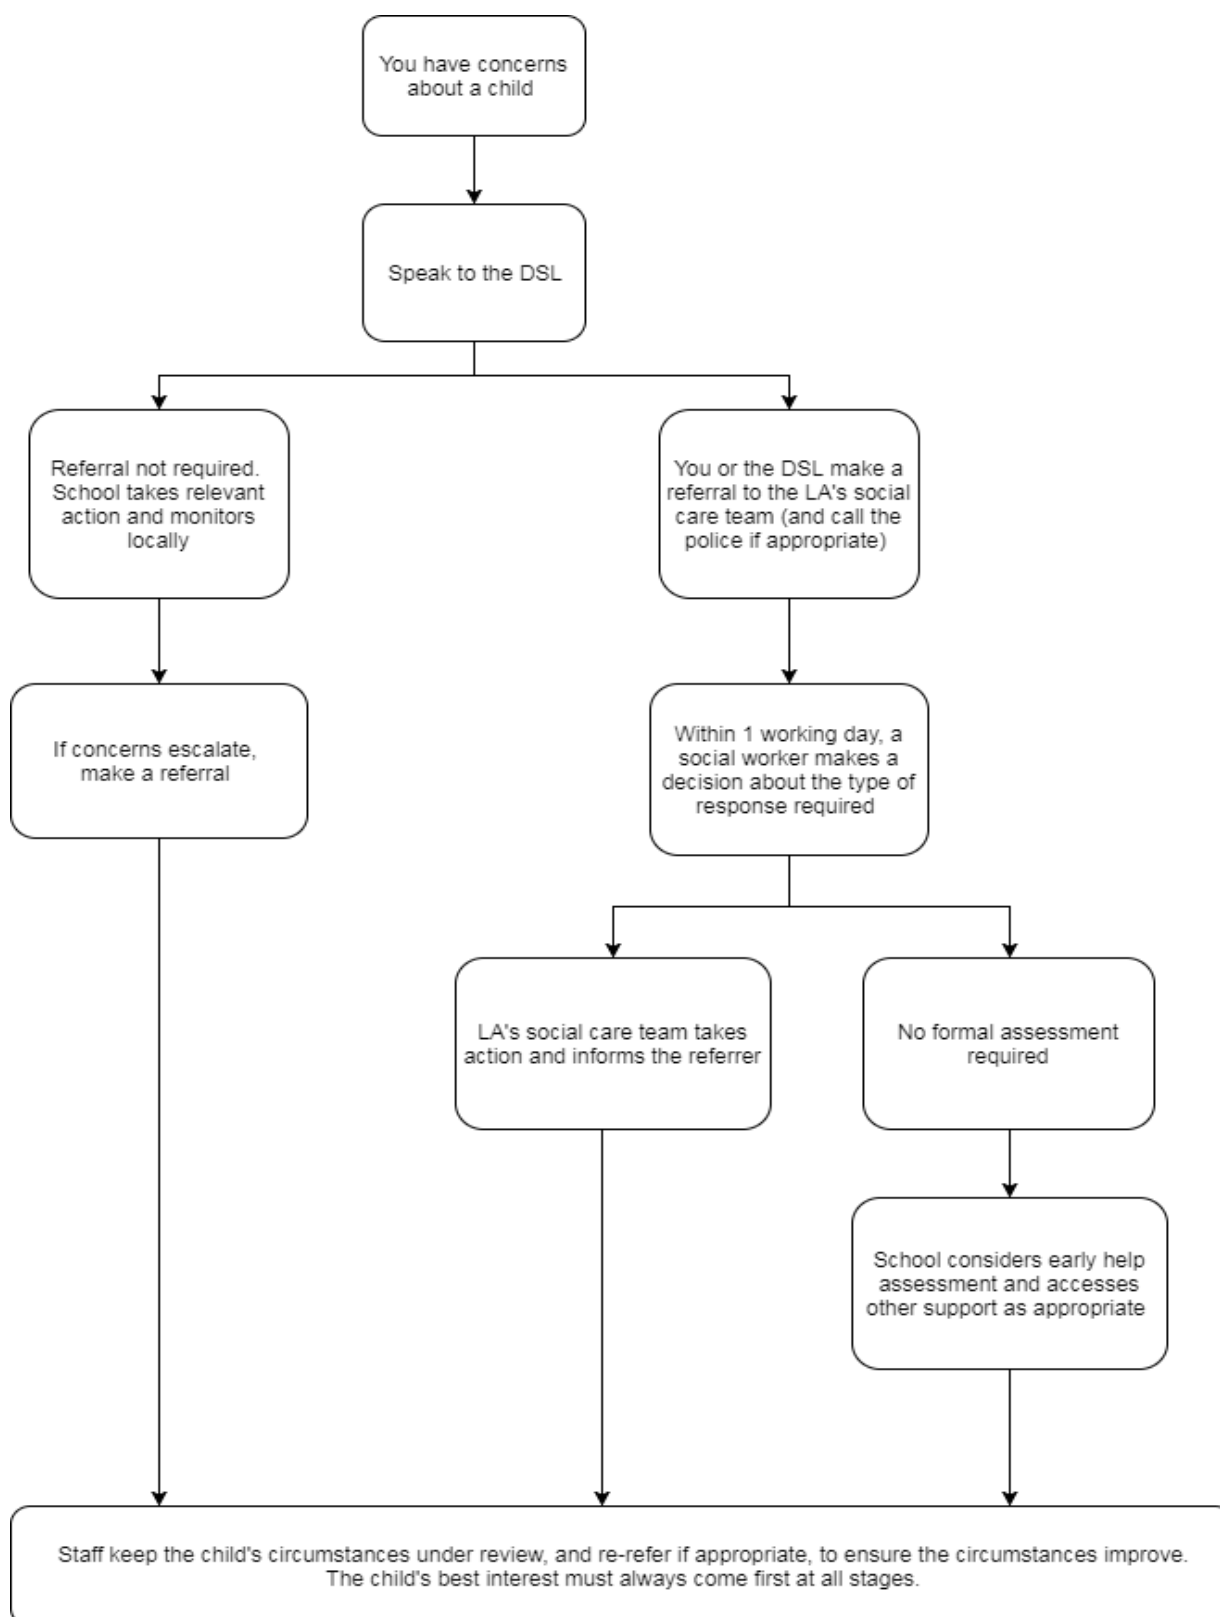 You have concerns
about a child
Speak to the DSL
Referral not required.
School takes relevant
action and monitors
locally
You or the DSL make a
referral to the LA's social
care team (and call the
police if appropriate)
If concerns escalate,
make a referral
Within 1 working day, a
social worker makes a
decision about the type of
response required
LA's social care team takes
action and informs the referrer
No formal assessment
required
School considers early help
assessment and accesses
other support as appropriate
Staff keep the child's circumstances under review, and re-refer if appropriate, to ensure the circumstances improve.
The child's best interest must always come first at all stages.